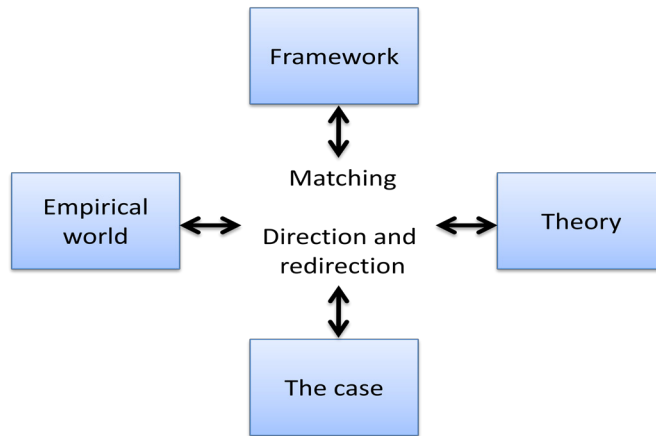 Framework
Matching
Empirical
world
Theory
Direction and
redirection
The case